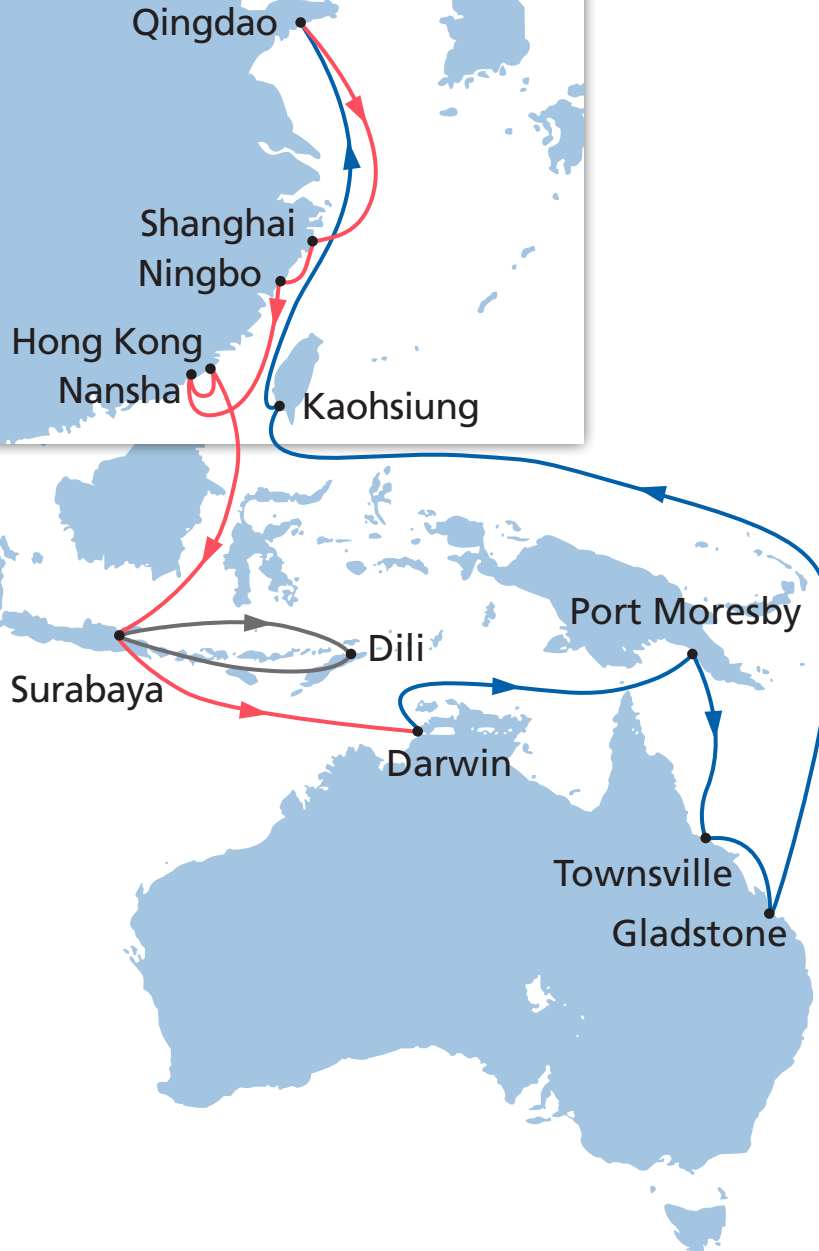 Qingdao
Shanghai
Ningbo
Hong Kong
Nansha
Kaohsiung
Port Moresby
Dili
Surabaya
Darwin
Townsville
Gladstone